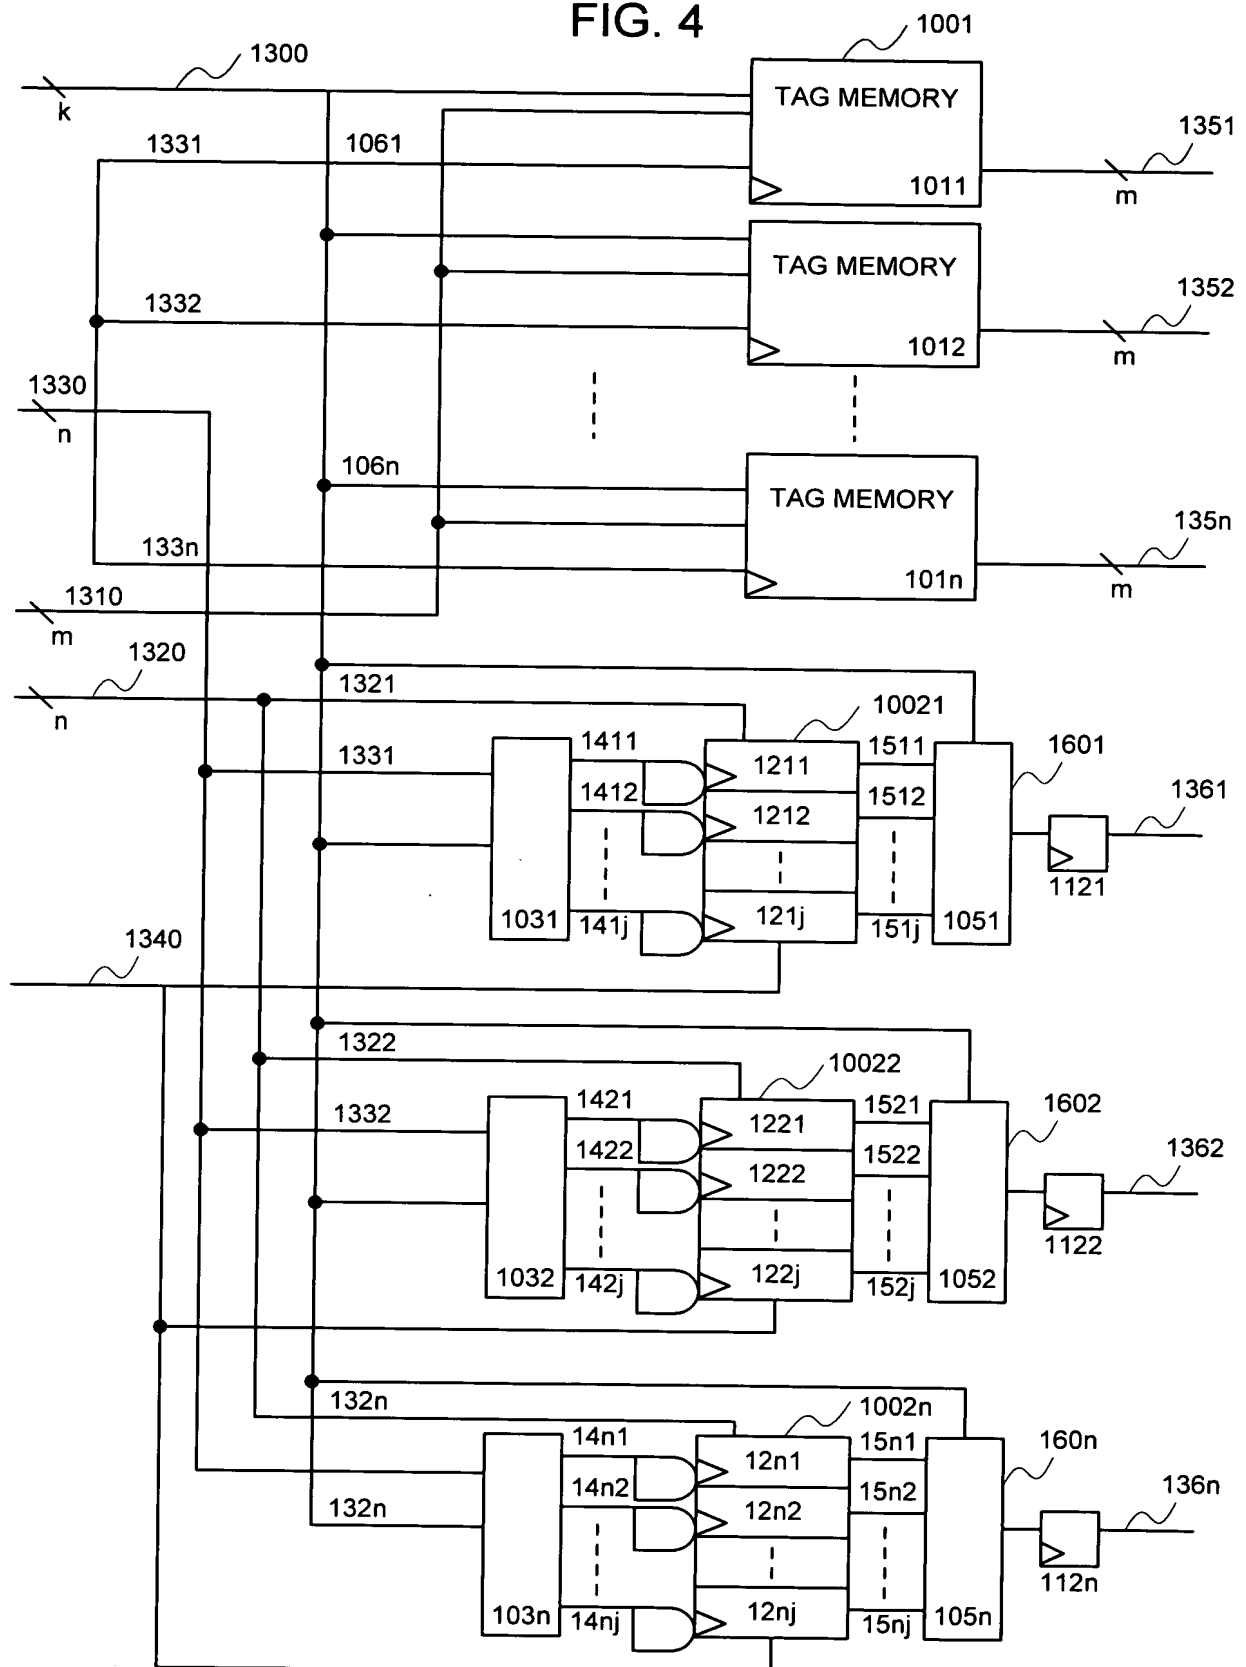 FIG. 4
1001
1300
k
TAG MEMORY
1011
1331
1061
1351
m
TAG MEMORY
1012
1332
1352
m
1330
n
106n
TAG MEMORY
101n
133n
135n
m
1310
m
1320
n
1321
10021
1331
1411
1211
1511
1601
1412
1212
1512
1361
1031
141j
121j
151j
1051
1121
1340
1322
10022
1332
1421
1221
1521
1602
1422
1222
1522
1362
1032
142j
122j
152j
1052
1122
132n
1002n
14n1
12n1
15n1
160n
14n2
12n2
15n2
136n
132n
103n
14nj
12nj
15nj
105n
112n